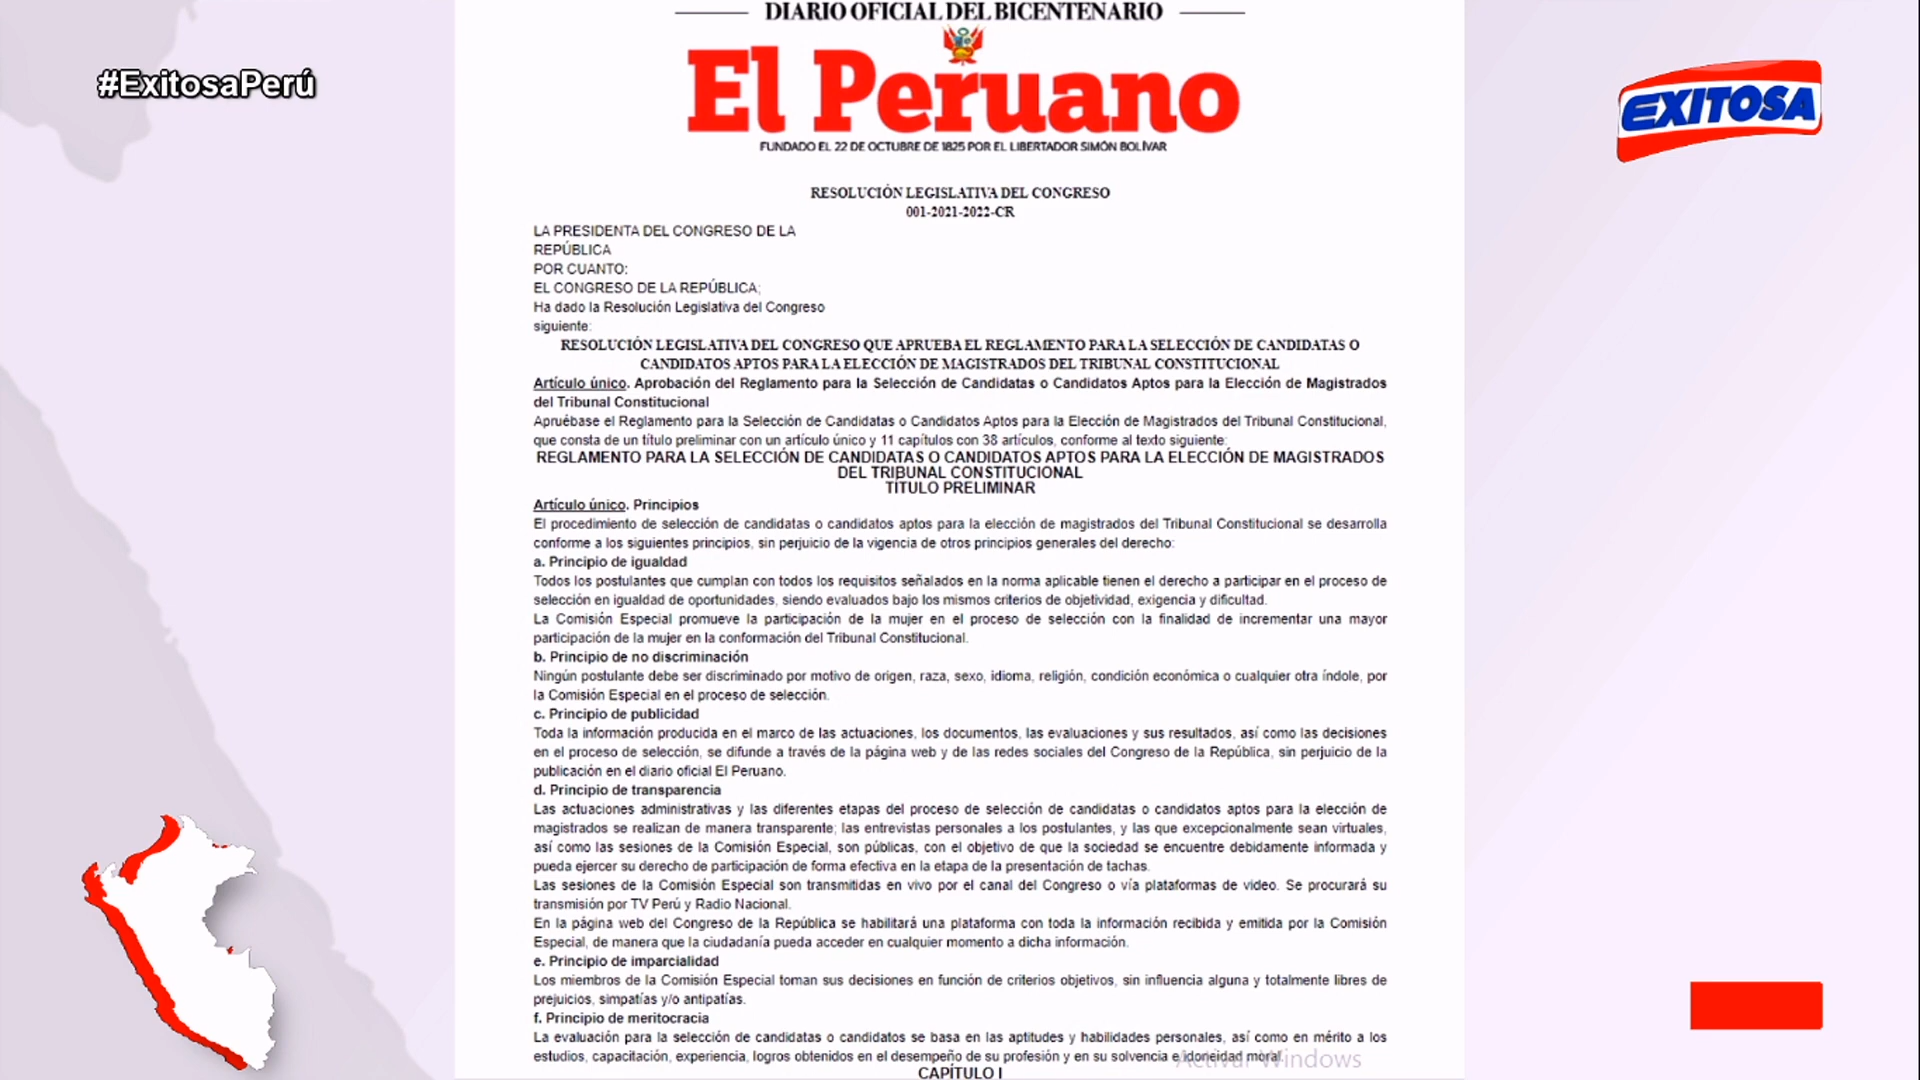 DIARIO OFICIAL DEL BICENTENARIO
#ExitosaPerú
El Peruano
EXITOSA
FUNDADO EL 22 DE OCTUBRE DE 1825 POR EL LIBERTADOR SIMÓN BOLÍVAR
RESOLUCIÓN LEGISLATIVA DEL CONGRESO
001-2021-2022-CR
LA PRESIDENTA DEL CONGRESO DE LA
REPÚBLICA
POR CUANTO:
EL CONGRESO DE LA REPÚBLICA;
Ha dado la Resolución Legislativa del Congreso
siguiente:
RESOLUCIÓN LEGISLATIVA DEL CONGRESO QUE APRUEBA EL REGLAMENTO PARA LA SELECCIÓN DE CANDIDATAS O
CANDIDATOS APTOS PARA LA ELECCIÓN DE MAGISTRADOS DEL TRIBUNAL CONSTITUCIONAL
Artículo único. Aprobación del Reglamento para la Selección de Candidatas o Candidatos Aptos para la Elección de Magistrados
del Tribunal Constitucional
Apruébase el Reglamento para la Selección de Candidatas o Candidatos Aptos para la Elección de Magistrados del Tribunal Constitucional,
que consta de un título preliminar con un artículo único y 11 capítulos con 38 artículos, conforme al texto siguiente:
REGLAMENTO PARA LA SELECCIÓN DE CANDIDATAS O CANDIDATOS APTOS PARA LA ELECCIÓN DE MAGISTRADOS
DEL TRIBUNAL CONSTITUCIONAL
TÍTULO PRELIMINAR
Artículo único. Principios
El procedimiento de selección de candidatas o candidatos aptos para la elección de magistrados del Tribunal Constitucional se desarrolla
conforme a los siguientes principios, sin perjuicio de la vigencia de otros principios generales del derecho:
a. Principio de igualdad
Todos los postulantes que cumplan con todos los requisitos señalados en la norma aplicable tienen el derecho a participar en el proceso de
selección en igualdad de oportunidades, siendo evaluados bajo los mismos criterios de objetividad, exigencia y dificultad.
La Comisión Especial promueve la participación de la mujer en el proceso de selección con la finalidad de incrementar una mayor
participación de la mujer en la conformación del Tribunal Constitucional.
b. Principio de no discriminación
Ningún postulante debe ser discriminado por motivo de origen, raza, sexo, idioma, religión, condición económica o cualquier otra índole, por
la Comisión Especial en el proceso de selección.
c. Principio de publicidad
Toda la información producida en el marco de las actuaciones, los documentos, las evaluaciones y sus resultados, así como las decisiones
en el proceso de selección, se difunde a través de la página web y de las redes sociales del Congreso de la República, sin perjuicio de la
publicación en el diario oficial El Peruano.
d. Principio de transparencia
Las actuaciones administrativas y las diferentes etapas del proceso de selección de candidatas o candidatos aptos para la elección de
magistrados se realizan de manera transparente; las entrevistas personales a los postulantes, y las que excepcionalmente sean virtuales,
así como las sesiones de la Comisión Especial, son públicas, con el objetivo de que la sociedad se encuentre debidamente informada y
pueda ejercer su derecho de participación de forma efectiva en la etapa de la presentación de tachas.
Las sesiones de la Comisión Especial son transmitidas en vivo por el canal del Congreso o vía plataformas de video. Se procurará su
transmisión por TV Perú y Radio Nacional.
En la página web del Congreso de la República se habilitará una plataforma con toda la información recibida y emitida por la Comisión
Especial, de manera que la ciudadanía pueda acceder en cualquier momento a dicha información.
e. Principio de imparcialidad
Los miembros de la Comisión Especial toman sus decisiones en función de criterios objetivos, sin influencia alguna y totalmente libres de
prejuicios, simpatías y/o antipatías.
f. Principio de meritocracia
La evaluación para la selección de candidatas o candidatos se basa en las aptitudes y habilidades personales, así como en mérito a los
estudios, capacitación, experiencia, logros obtenidos en el desempeño de su profesión y en su solvencia e idoneidad moral.
Activar Windows
CAPÍTULO I